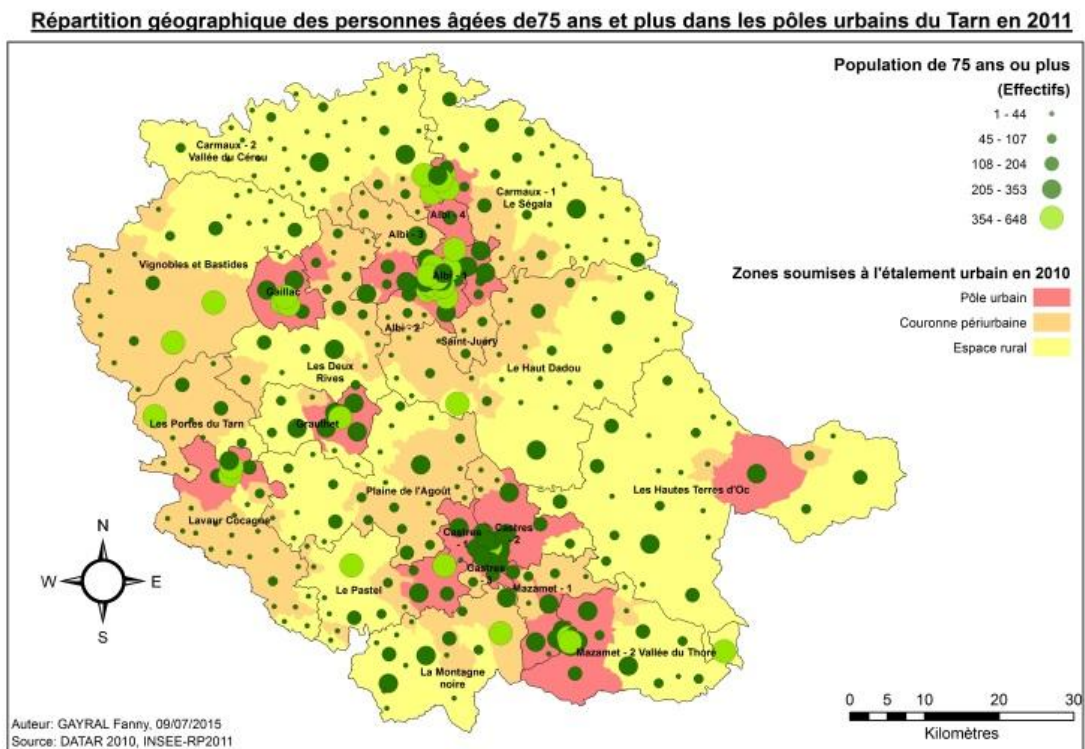 Répartition géographique des personnes âgées de75 ans et plus dans les pôles urbains du Tarn en 2011
Population de 75 ans ou plus
(Effectifs)
1 - 44
45 - 107
108 - 204
205 - 353
354 - 648
Zones soumises à l'étalement urbain en 2010
Pôle urbain
Couronne périurbaine
Espace rural
Carmaux - 2
Vallée du Cérou
Carmaux - 1
Le Ségala
Albi - 4
Albi - 3
Vignobles et Bastides
Albi - 1
Gaillac
Albi - 2
Saint-Juéry
Les Deux
Rives
Le Haut Dadou
Les Portes du Tarn
Graulhet
Plaine de l'Agoût
Les Hautes Terres d'Oc
Lavaur Cocagne
Castres
- 1
Castres
- 2
Castres
- 3
Le Pastel
Mazamet - 1
Mazamet - 2 Vallée du Thoré
La Montagne
noire
N
W
E
S
0 5 10 20 30
Kilomètres
Auteur: GAYRAL Fanny, 09/07/2015
Source: DATAR 2010, INSEE-RP2011